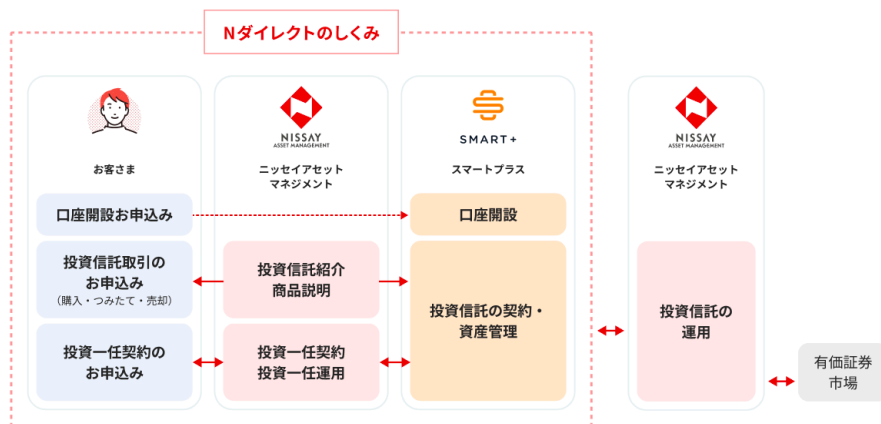 Nダイレクトのしくみ
NISSAY
ASSET MANAGEMENT
SMART+
NISSAY
ASSET MANAGEMENT
お客さま
ニッセイアセット
マネジメント
スマートプラス
ニッセイアセット
マネジメント
口座開設お申込み
口座開設
投資信託取引の
お申込み
（購入・つみたて・売却）
投資信託紹介
商品説明
投資信託の契約・
資産管理
投資信託の
運用
投資一任契約の
お申込み
投資一任契約
投資一任運用
有価証券
市場